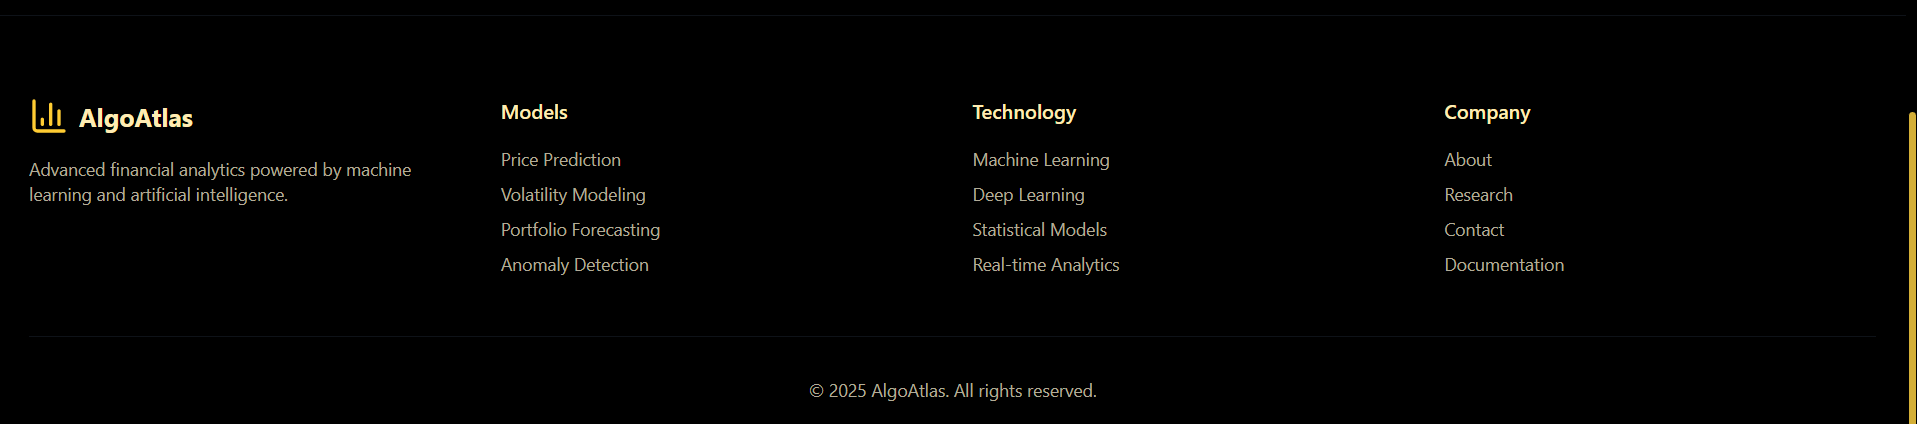 AlgoAtlas
Advanced financial analytics powered by machine
learning and artificial intelligence.
Models
Price Prediction
Volatility Modeling
Portfolio Forecasting
Anomaly Detection
Technology
Machine Learning
Deep Learning
Statistical Models
Real-time Analytics
Company
About
Research
Contact
Documentation
© 2025 AlgoAtlas. All rights reserved.